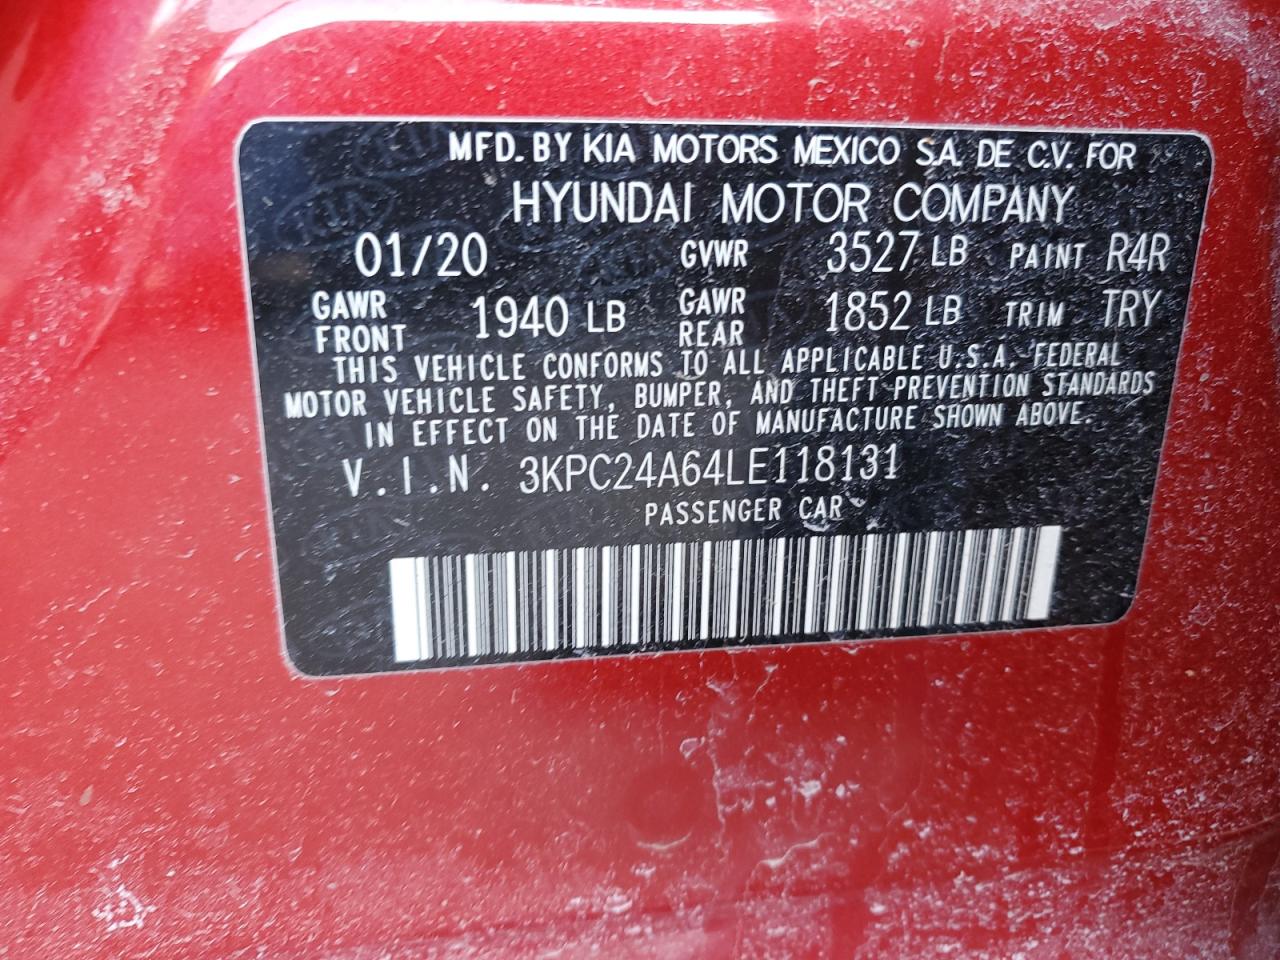 MFD. BY KIA MOTORS MEXICO S.A. DE C.V. FOR
HYUNDAI MOTOR COMPANY
01/20 GVWR 3527 LB PAINT R4R
GAWR FRONT 1940 LB GAWR REAR 1852 LB TRIM TRY
THIS VEHICLE CONFORMS TO ALL APPLICABLE U.S.A. FEDERAL
MOTOR VEHICLE SAFETY, BUMPER, AND THEFT PREVENTION STANDARDS
IN EFFECT ON THE DATE OF MANUFACTURE SHOWN ABOVE.
V.I.N. 3KPC24A64LE118131
PASSENGER CAR